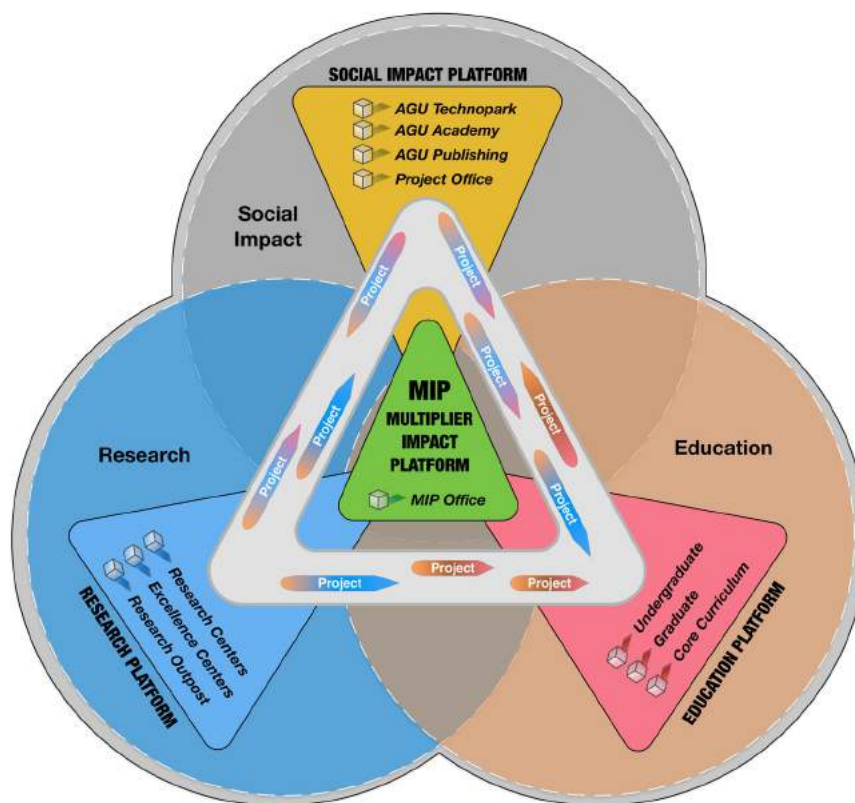 SOCIAL IMPACT PLATFORM
AGU Technopark
AGU Academy
AGU Publishing
Project Office
Social
Impact
Project
Project
Project
Project
Project
Project
Project
MIP
MULTIPLIER
IMPACT
PLATFORM
MIP Office
Research
Education
Project
Project
Project
Project
Research Centers
Excellence Centers
Research Outpost
RESEARCH PLATFORM
Undergraduate
Graduate
Core Curriculum
EDUCATION PLATFORM